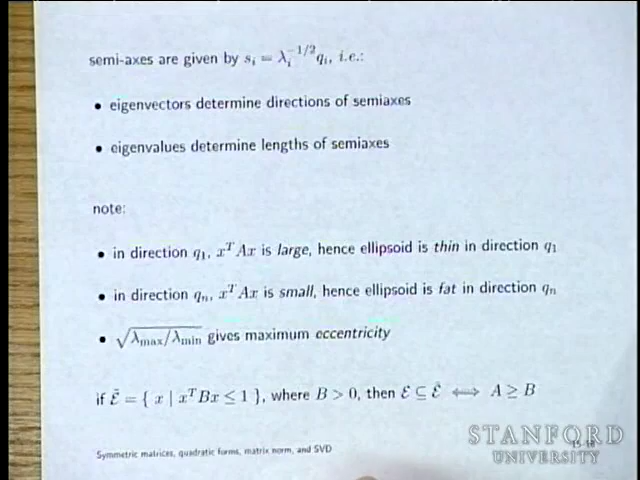 semi-axes are given by s_i = λ_i^{-1/2} q_i, i.e.:
• eigenvectors determine directions of semiaxes
• eigenvalues determine lengths of semiaxes
note:
• in direction q_1, x^T Ax is large, hence ellipsoid is thin in direction q_1
• in direction q_n, x^T Ax is small, hence ellipsoid is fat in direction q_n
• √(λ_max/λ_min) gives maximum eccentricity
if Ẽ = { x | x^T Bx ≤ 1 }, where B > 0, then E ⊆ Ẽ ⟺ A ≥ B
Symmetric matrices, quadratic forms, matrix norm, and SVD
STANFORD
UNIVERSITY